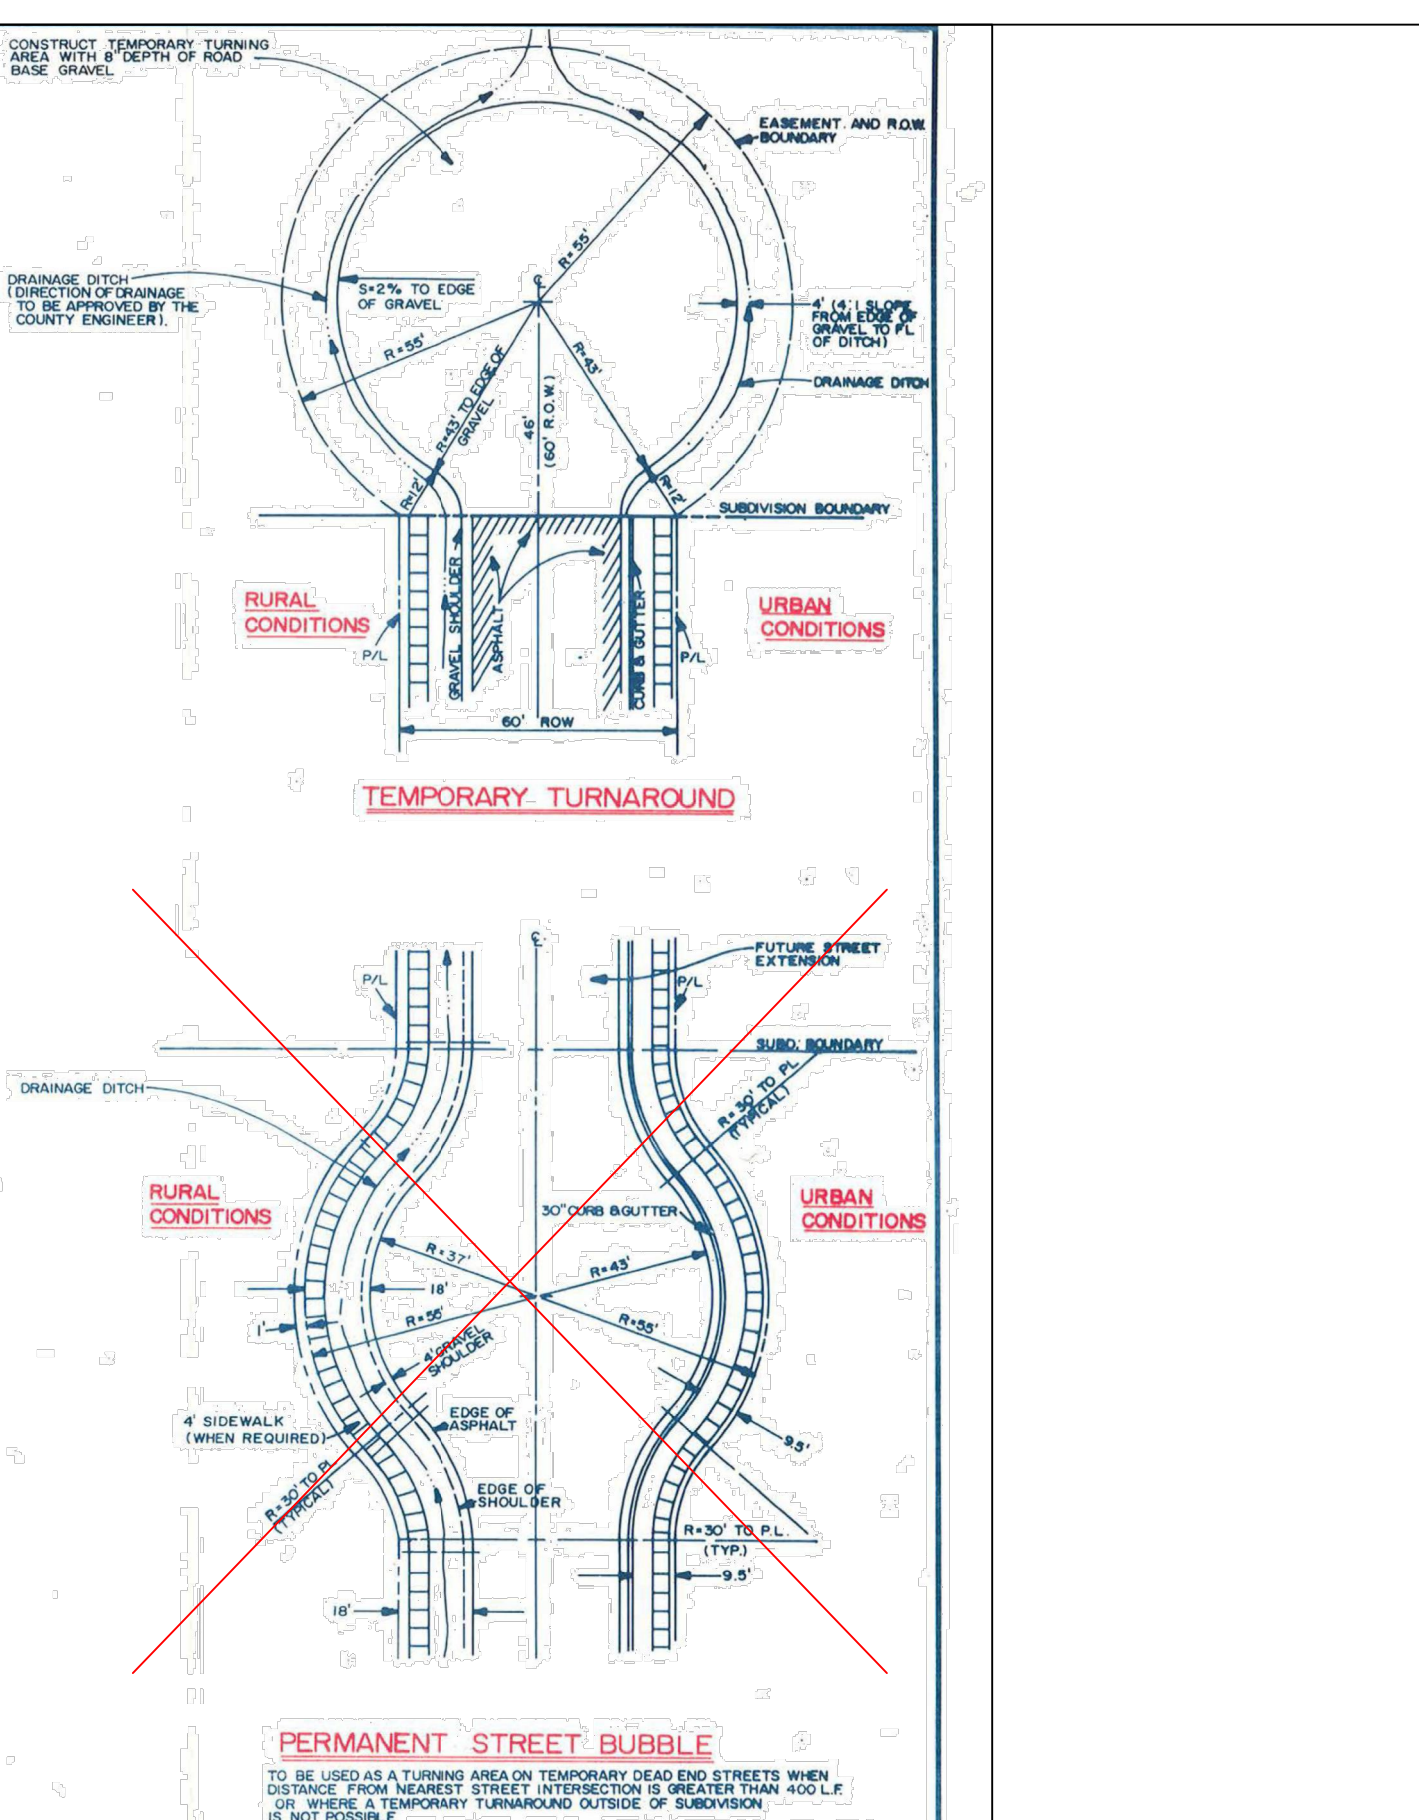 CONSTRUCT TEMPORARY TURNING
AREA WITH 8" DEPTH OF ROAD
BASE GRAVEL
EASEMENT. AND R.O.W.
BOUNDARY
R=55'
DRAINAGE DITCH
(DIRECTION OF DRAINAGE
TO BE APPROVED BY THE
COUNTY ENGINEER).
S=2% TO EDGE
OF GRAVEL
℄
4' (4:1 SLOPE
FROM EDGE OF
GRAVEL TO FL
OF DITCH)
R=55'
R=43'
R=43' TO EDGE OF
GRAVEL
46'
(60' R.O.W.)
DRAINAGE DITCH
R=12'
R=12'
SUBDIVISION BOUNDARY
RURAL
CONDITIONS
P/L
GRAVEL SHOULDER
ASPHALT
CURB & GUTTER
P/L
URBAN
CONDITIONS
60' ROW
TEMPORARY TURNAROUND
℄
FUTURE STREET
EXTENSION
P/L
P/L
SUBD. BOUNDARY
DRAINAGE DITCH
R=30' TO PL
(TYPICAL)
RURAL
CONDITIONS
URBAN
CONDITIONS
30" CURB & GUTTER
R=37'
R=43'
18'
R=55'
R=55'
1'
4' GRAVEL
SHOULDER
4' SIDEWALK
(WHEN REQUIRED)
EDGE OF
ASPHALT
9.5'
R=30' TO PL
(TYPICAL)
EDGE OF
SHOULDER
R=30' TO P.L.
(TYP.)
9.5'
18'
PERMANENT STREET BUBBLE
TO BE USED AS A TURNING AREA ON TEMPORARY DEAD END STREETS WHEN
DISTANCE FROM NEAREST STREET INTERSECTION IS GREATER THAN 400 L.F.
OR WHERE A TEMPORARY TURNAROUND OUTSIDE OF SUBDIVISION
IS NOT POSSIBLE